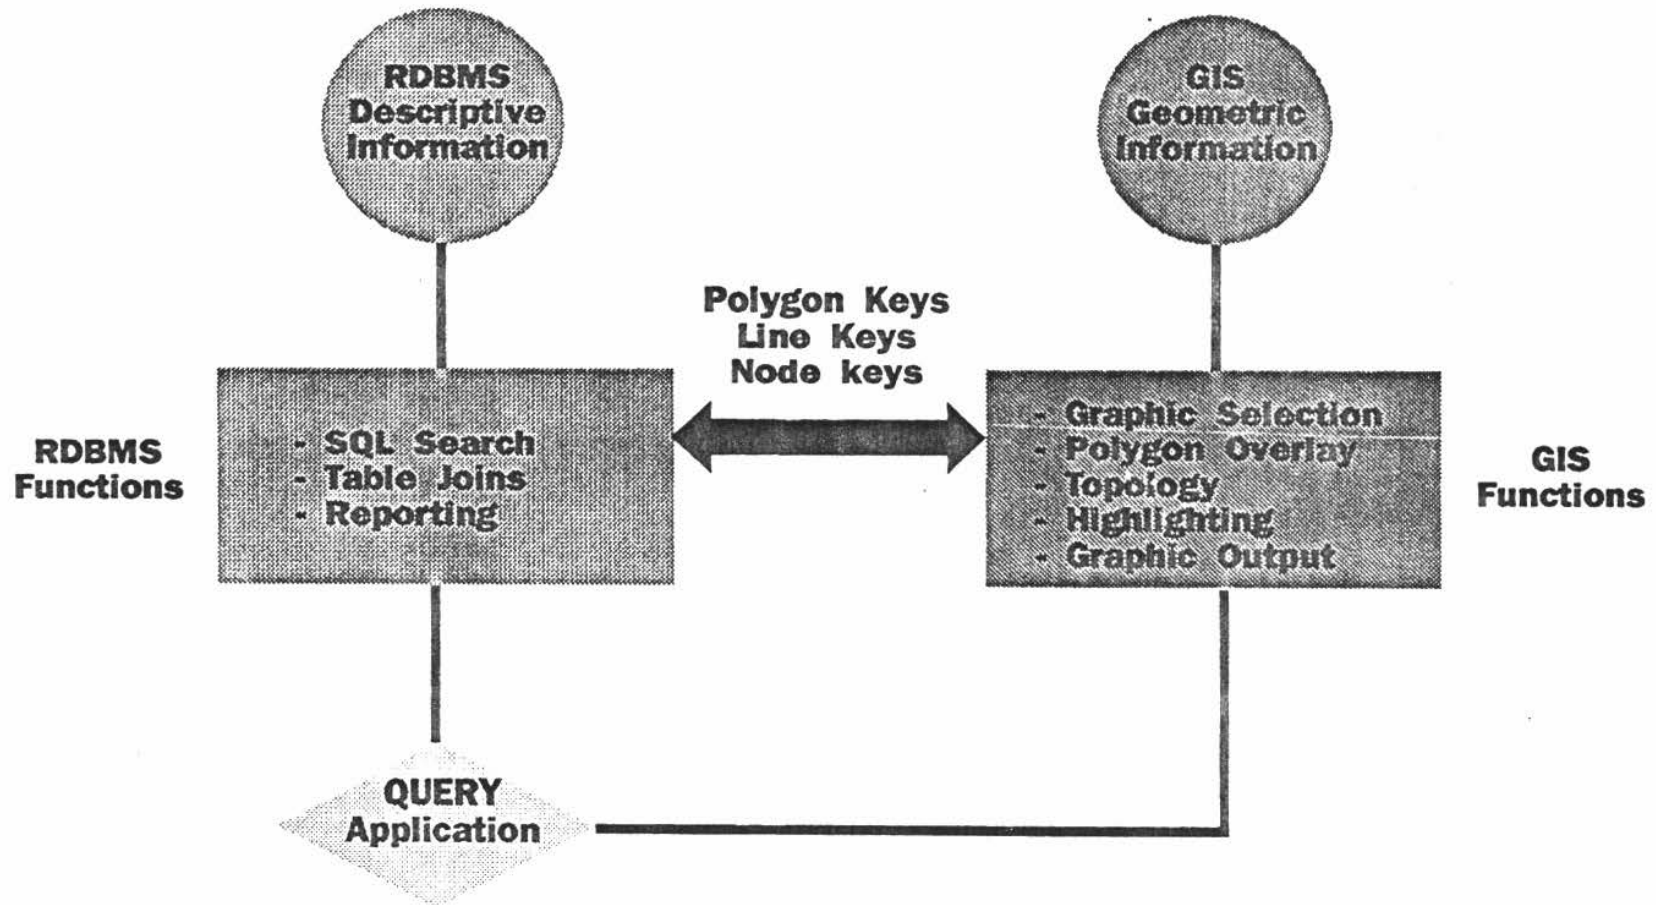 RDBMS
Descriptive
Information
GIS
Geometric
Information
Polygon Keys
Line Keys
Node keys
RDBMS
Functions
- SQL Search
- Table Joins
- Reporting
- Graphic Selection
- Polygon Overlay
- Topology
- Highlighting
- Graphic Output
GIS
Functions
QUERY
Application